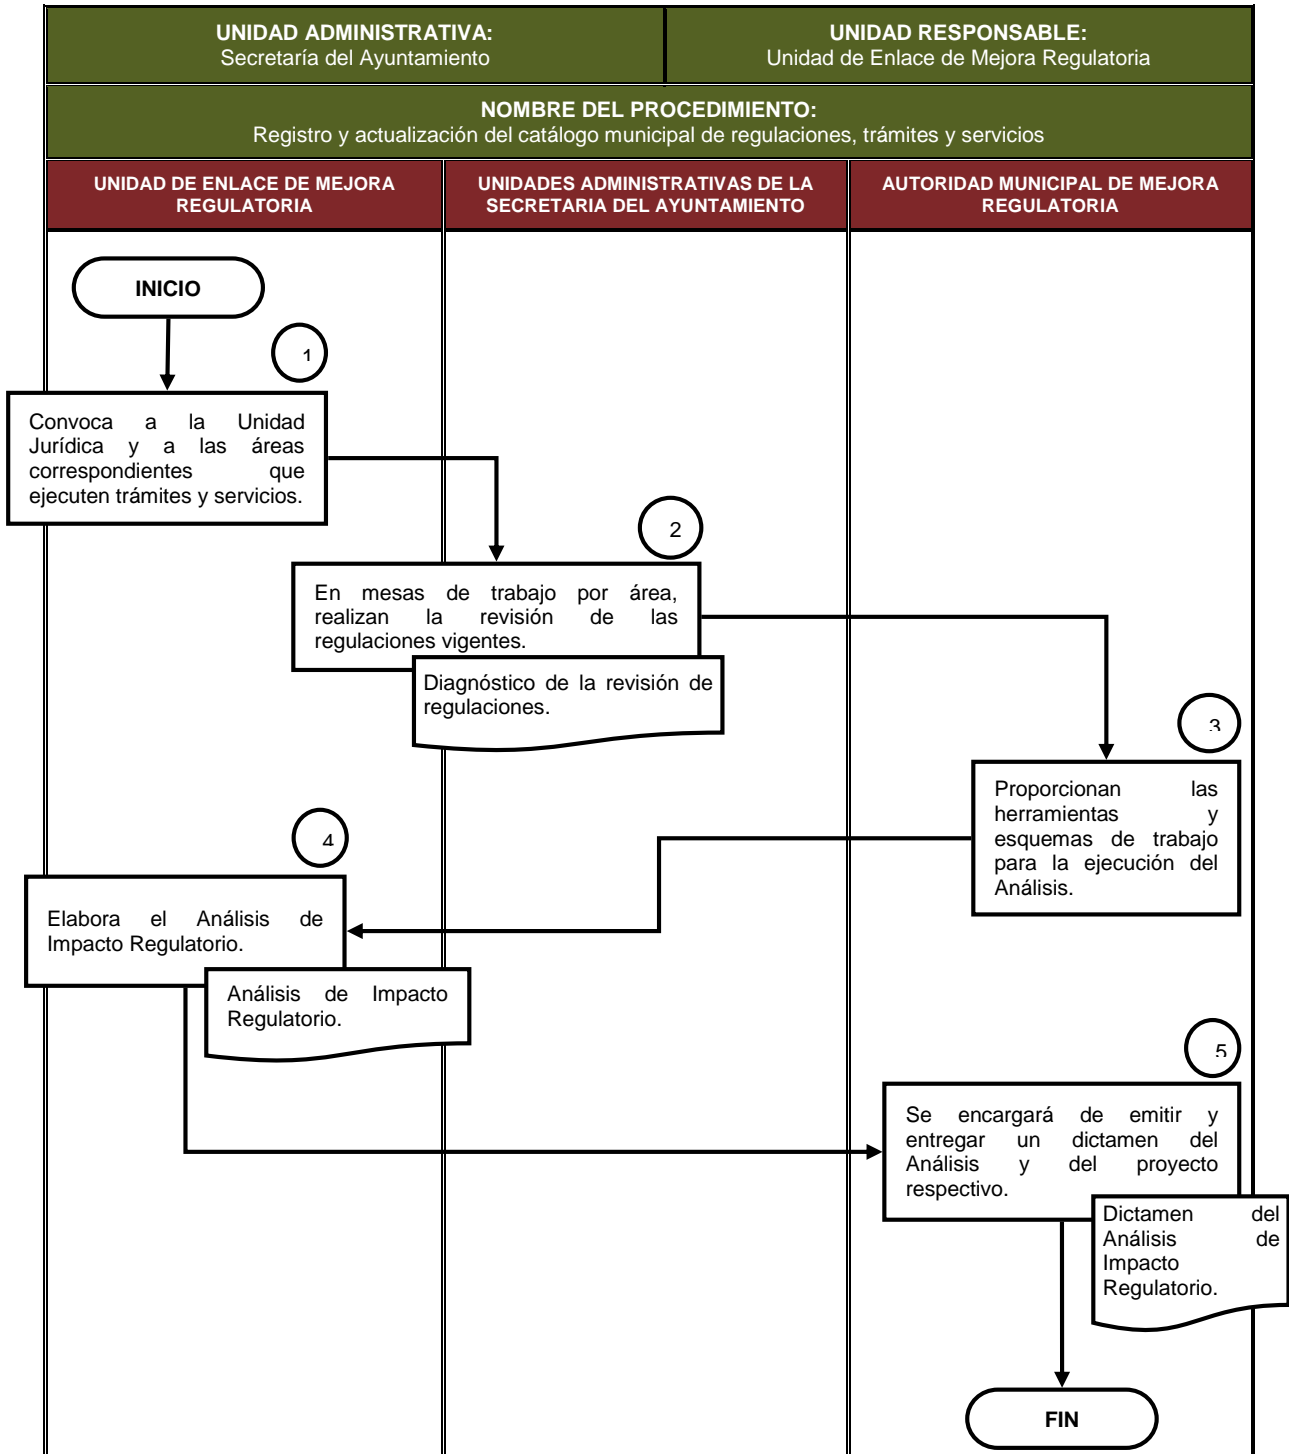 UNIDAD ADMINISTRATIVA:
Secretaría del Ayuntamiento
UNIDAD RESPONSABLE:
Unidad de Enlace de Mejora Regulatoria
NOMBRE DEL PROCEDIMIENTO:
Registro y actualización del catálogo municipal de regulaciones, trámites y servicios
UNIDAD DE ENLACE DE MEJORA
REGULATORIA
UNIDADES ADMINISTRATIVAS DE LA
SECRETARIA DEL AYUNTAMIENTO
AUTORIDAD MUNICIPAL DE MEJORA
REGULATORIA
INICIO
1
Convoca a la Unidad
Jurídica y a las áreas
correspondientes que
ejecuten trámites y servicios.
2
En mesas de trabajo por área,
realizan la revisión de las
regulaciones vigentes.
Diagnóstico de la revisión de
regulaciones.
3
Proporcionan las
herramientas y
esquemas de trabajo
para la ejecución del
Análisis.
4
Elabora el Análisis de
Impacto Regulatorio.
Análisis de Impacto
Regulatorio.
5
Se encargará de emitir y
entregar un dictamen del
Análisis y del proyecto
respectivo.
Dictamen del
Análisis de
Impacto
Regulatorio.
FIN